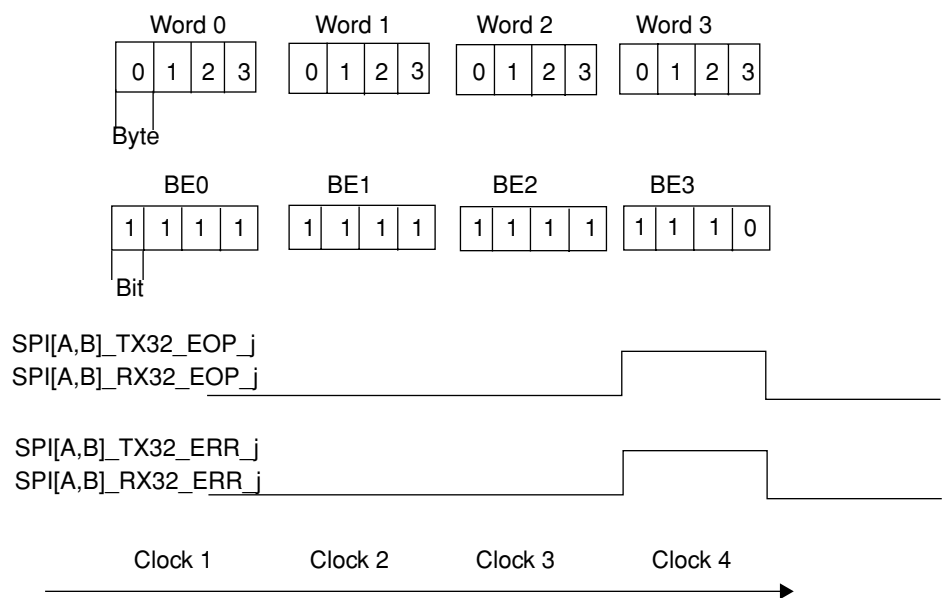 Word 0 Word 1 Word 2 Word 3
0 1 2 3 0 1 2 3 0 1 2 3 0 1 2 3
Byte
BE0 BE1 BE2 BE3
1 1 1 1 1 1 1 1 1 1 1 1 1 1 1 0
Bit
SPI[A,B]_TX32_EOP_j
SPI[A,B]_RX32_EOP_j
SPI[A,B]_TX32_ERR_j
SPI[A,B]_RX32_ERR_j
Clock 1 Clock 2 Clock 3 Clock 4